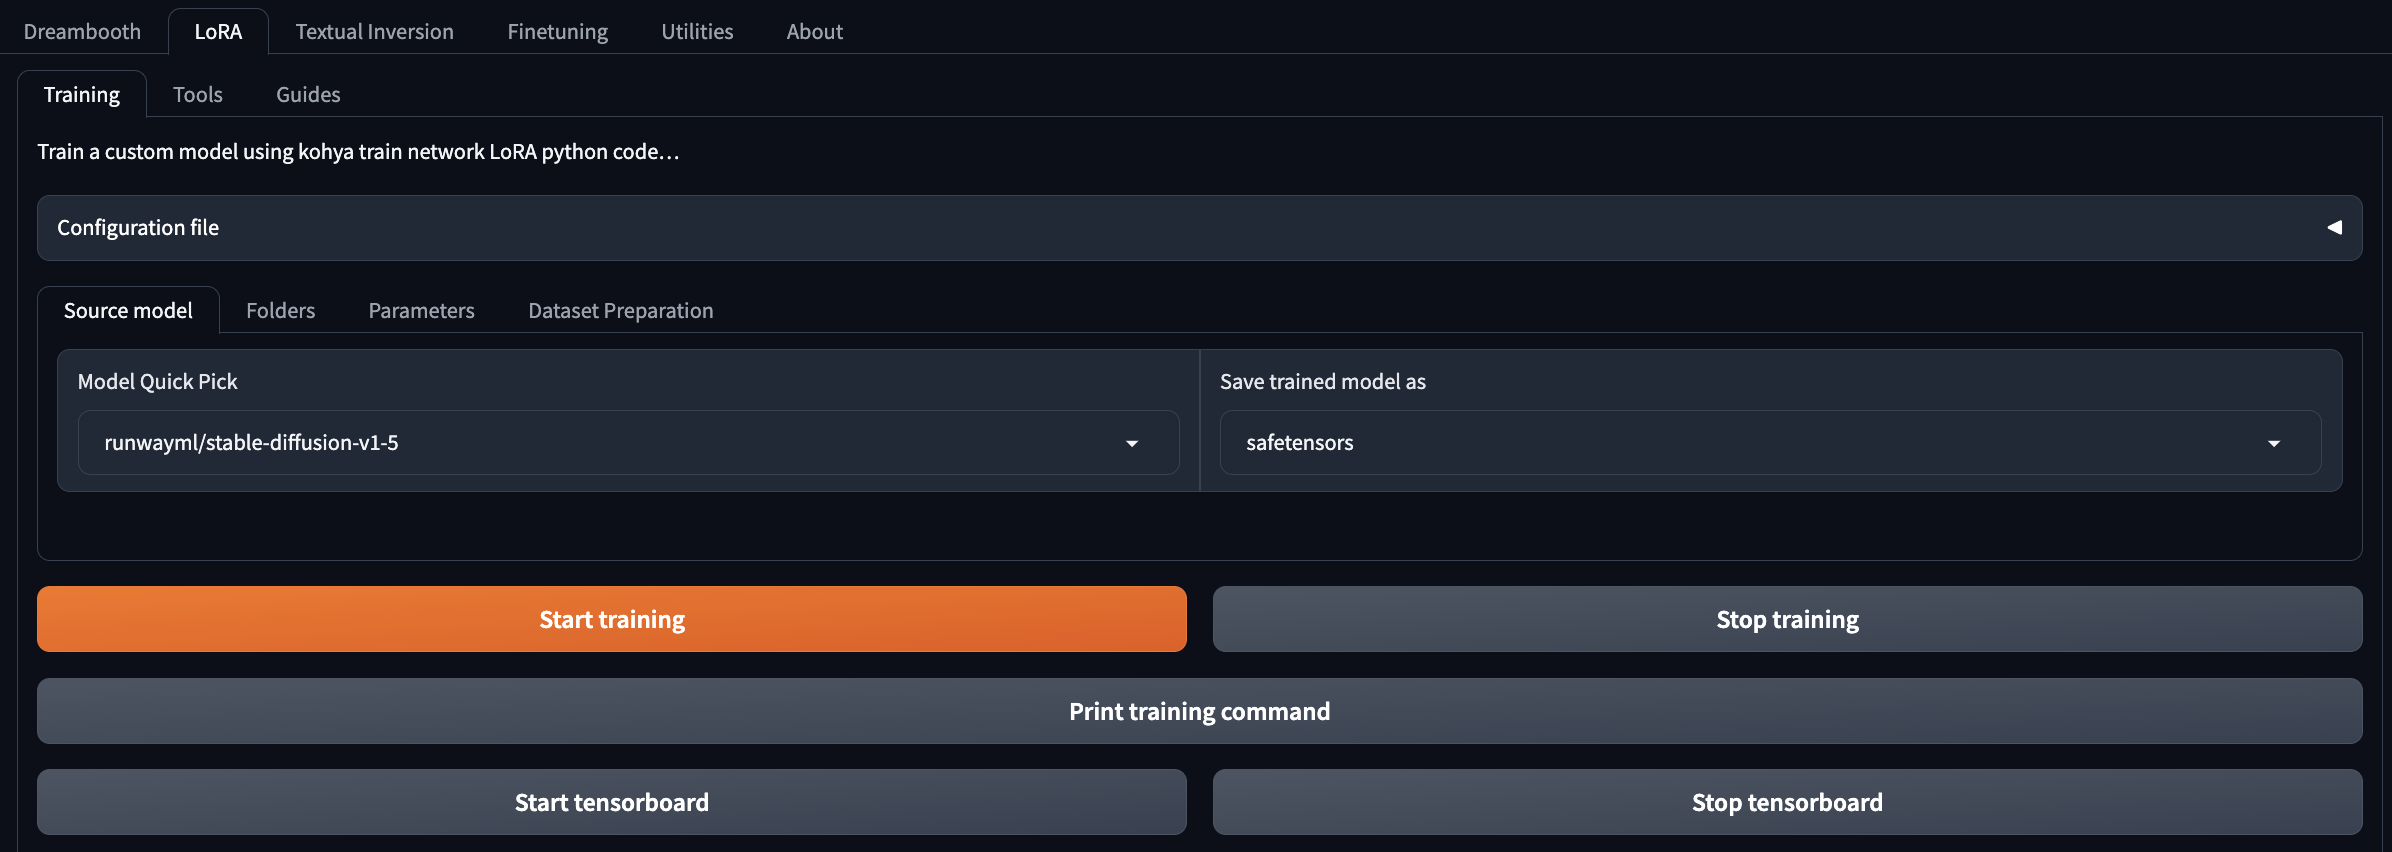 Dreambooth LoRA Textual Inversion Finetuning Utilities About
Training Tools Guides
Train a custom model using kohya train network LoRA python code…
Configuration file
Source model Folders Parameters Dataset Preparation
Model Quick Pick Save trained model as
runwayml/stable-diffusion-v1-5 safetensors
Start training Stop training
Print training command
Start tensorboard Stop tensorboard